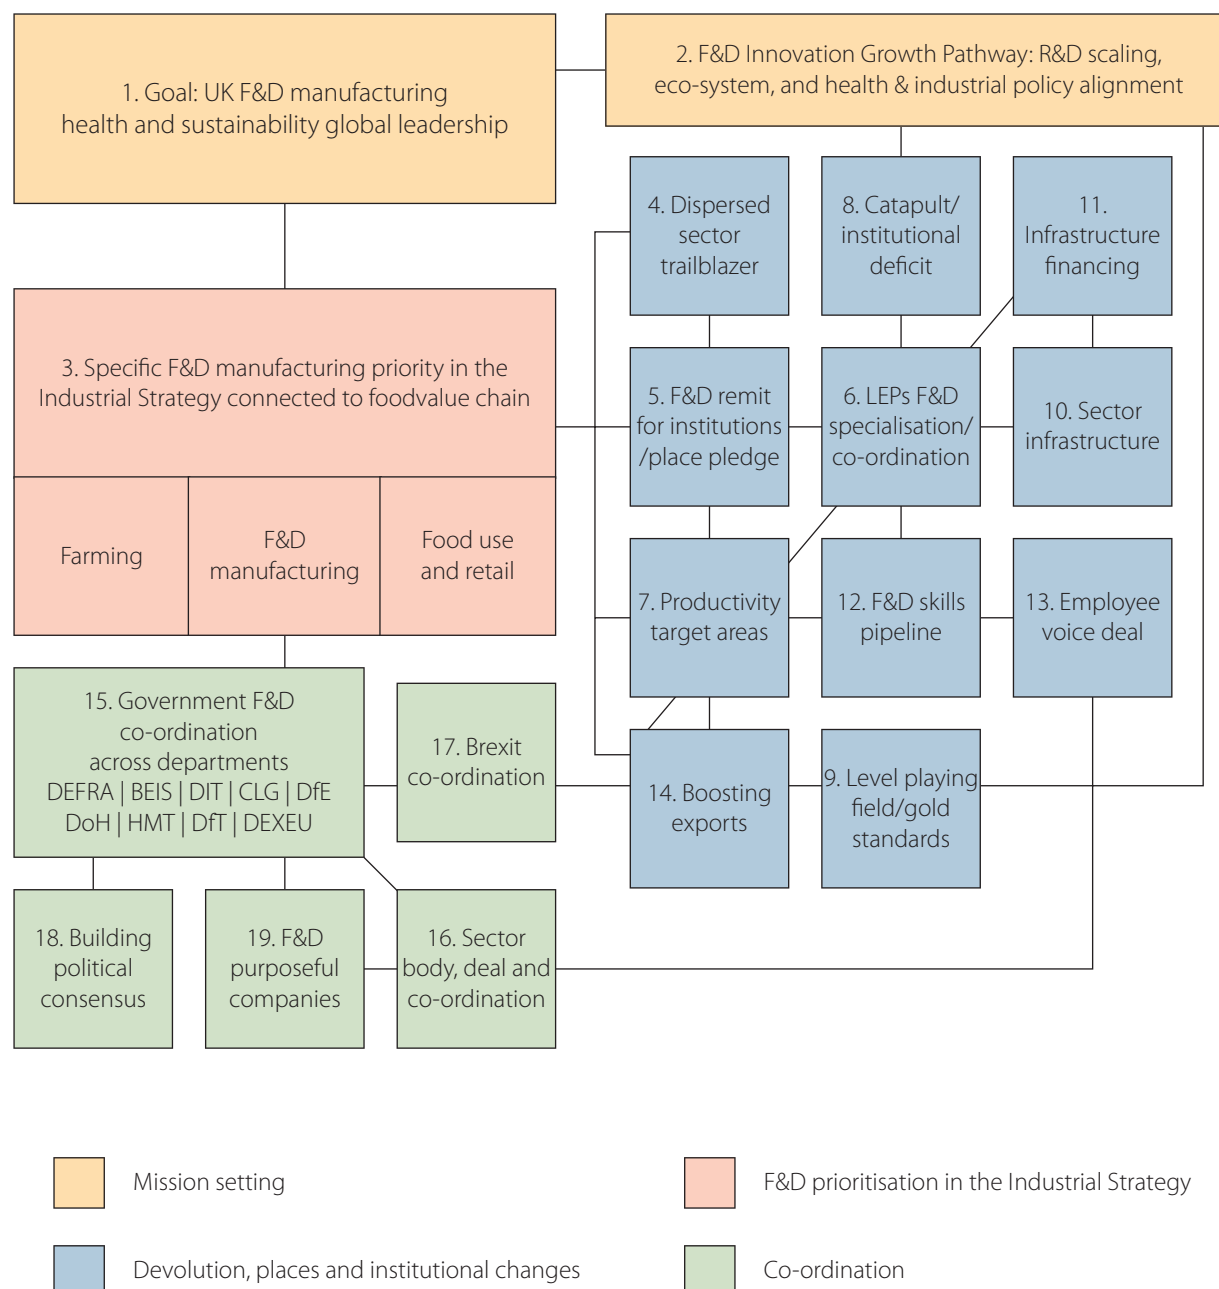 1. Goal: UK F&D manufacturing
health and sustainability global leadership
2. F&D Innovation Growth Pathway: R&D scaling,
eco-system, and health & industrial policy alignment
3. Specific F&D manufacturing priority in the
Industrial Strategy connected to foodvalue chain
Farming
F&D
manufacturing
Food use
and retail
4. Dispersed
sector
trailblazer
8. Catapult/
institutional
deficit
11.
Infrastructure
financing
5. F&D remit
for institutions
/place pledge
6. LEPs F&D
specialisation/
co-ordination
10. Sector
infrastructure
7. Productivity
target areas
12. F&D skills
pipeline
13. Employee
voice deal
14. Boosting
exports
9. Level playing
field/gold
standards
15. Government F&D
co-ordination
across departments
DEFRA | BEIS | DIT | CLG | DfE
DoH | HMT | DfT | DEXEU
17. Brexit
co-ordination
18. Building
political
consensus
19. F&D
purposeful
companies
16. Sector
body, deal and
co-ordination
Mission setting
F&D prioritisation in the Industrial Strategy
Devolution, places and institutional changes
Co-ordination